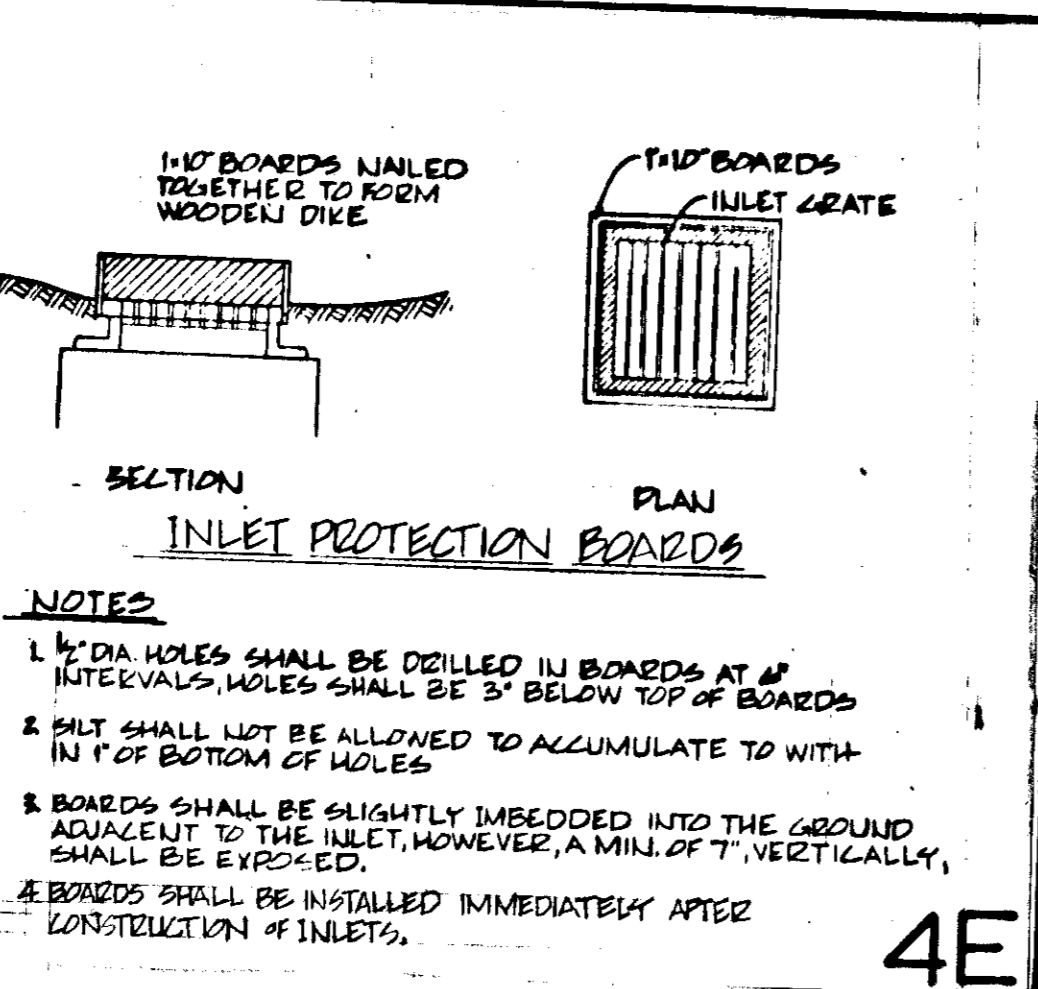 1"x10" BOARDS NAILED
TOGETHER TO FORM
WOODEN DIKE
1"x10" BOARDS
INLET GRATE
SECTION
PLAN
INLET PROTECTION BOARDS
NOTES
1. ½" DIA. HOLES SHALL BE DRILLED IN BOARDS AT
INTERVALS, HOLES SHALL BE 3" BELOW TOP OF BOARDS
2. SILT SHALL NOT BE ALLOWED TO ACCUMULATE TO WITH
IN 1" OF BOTTOM OF HOLES
3. BOARDS SHALL BE SLIGHTLY IMBEDDED INTO THE GROUND
ADJACENT TO THE INLET, HOWEVER, A MIN. OF 7", VERTICALLY,
SHALL BE EXPOSED.
4. BOARDS SHALL BE INSTALLED IMMEDIATELY AFTER
CONSTRUCTION OF INLETS.
4E